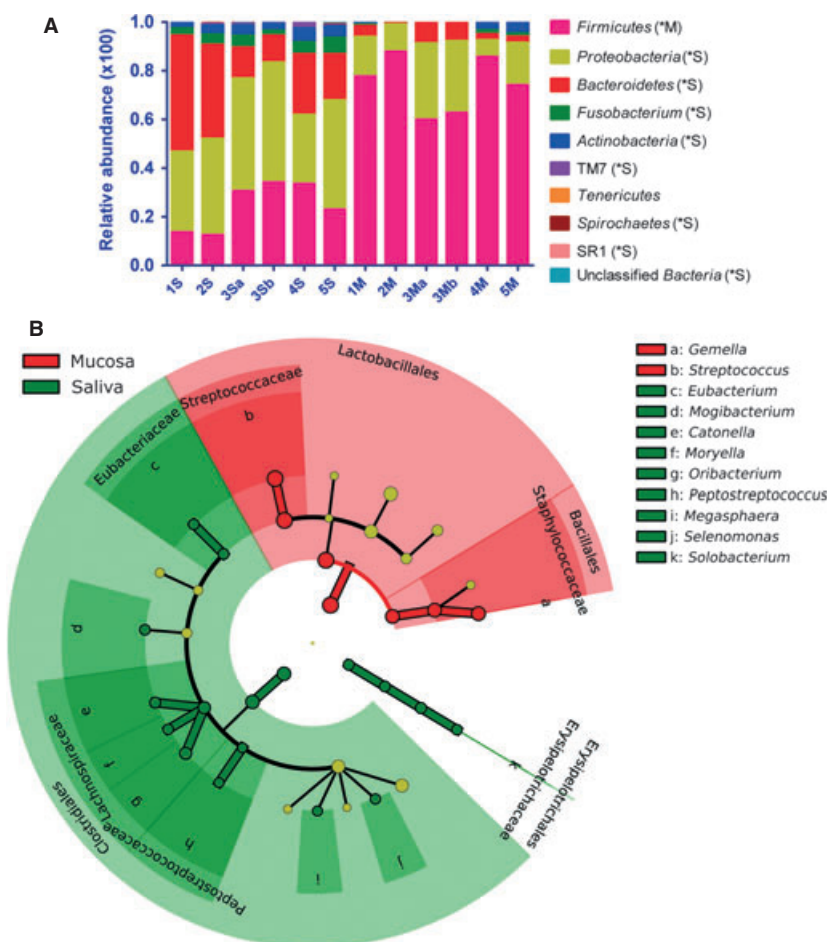 A
Relative abundance (x100)
1.0
0.8
0.6
0.4
0.2
0.0
1S 2S 3Sa 3Sb 4S 5S 1M 2M 3Ma 3Mb 4M 5M
Firmicutes (*M)
Proteobacteria (*S)
Bacteroidetes (*S)
Fusobacterium (*S)
Actinobacteria (*S)
TM7 (*S)
Tenericutes
Spirochaetes (*S)
SR1 (*S)
Unclassified Bacteria (*S)
B
Mucosa
Saliva
Lactobacillales
Streptococcaceae
b
Eubacteriaceae
c
Staphylococcaceae
Bacillales
a
d
e
f
g
h
i
j
k
Lachnospiraceae
Clostridiales
Peptostreptococcaceae
Erysipelotrichaceae
Erysipelotrichales
a: Gemella
b: Streptococcus
c: Eubacterium
d: Mogibacterium
e: Catonella
f: Moryella
g: Oribacterium
h: Peptostreptococcus
i: Megasphaera
j: Selenomonas
k: Solobacterium